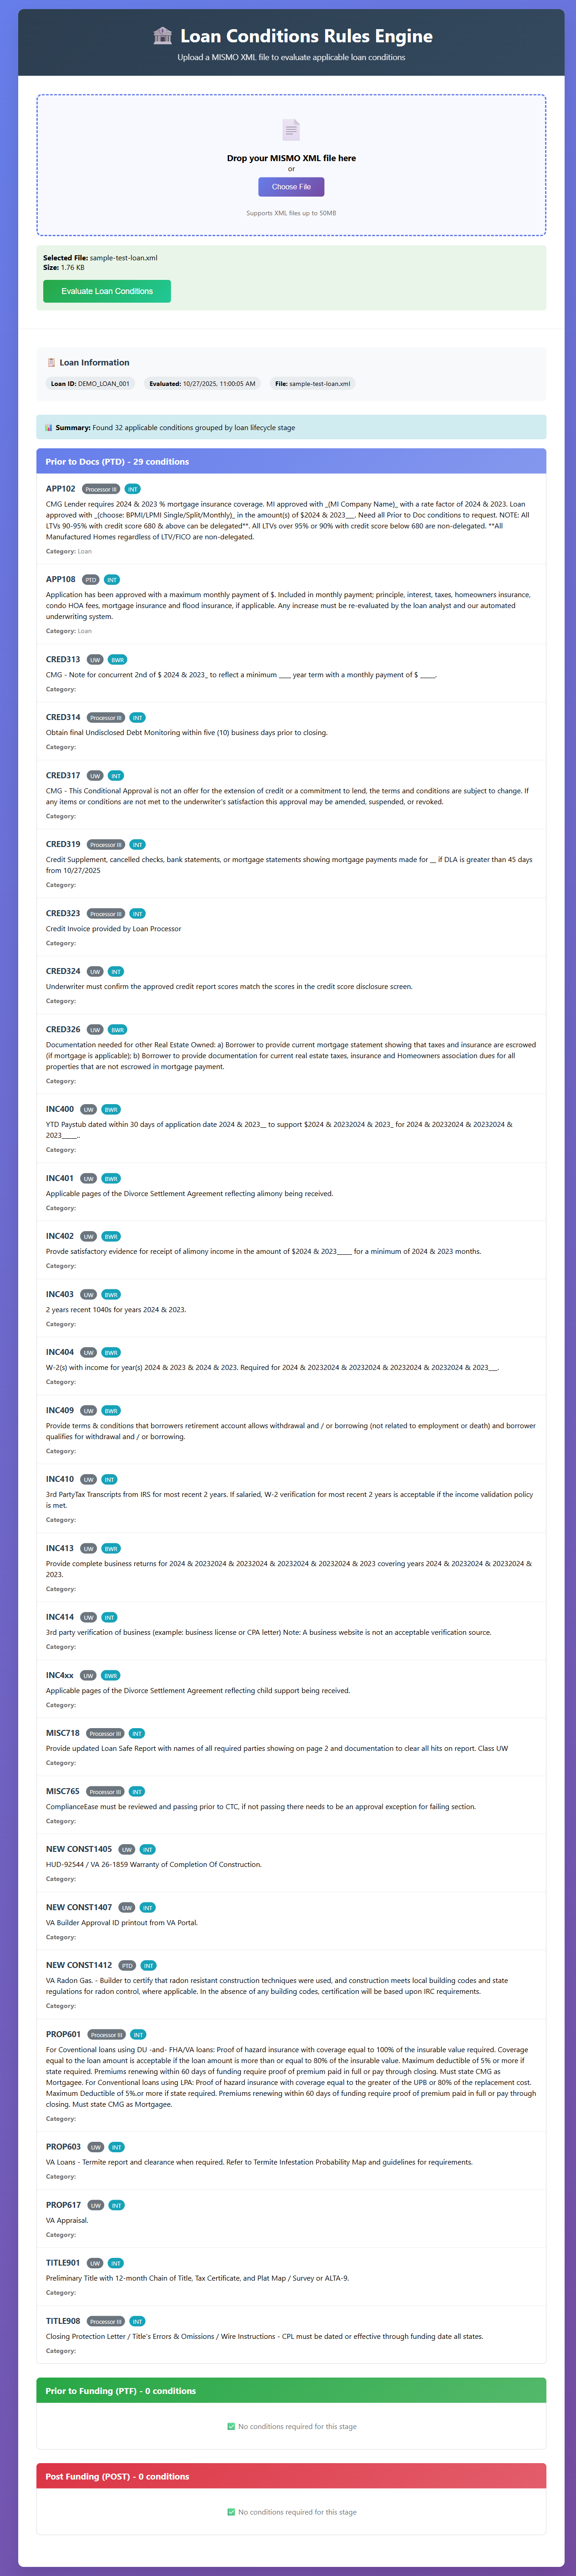 Loan Conditions Rules Engine
Upload a MISMO XML file to evaluate applicable loan conditions
Drop your MISMO XML file here
or
Choose File
Supports XML files up to 50MB
Selected File: sample-test-loan.xml
Size: 1.76 KB
Evaluate Loan Conditions
Loan Information
Loan ID: DEMO_LOAN_001 Evaluated: 10/27/2025, 11:00:05 AM File: sample-test-loan.xml
Summary: Found 32 applicable conditions grouped by loan lifecycle stage
Prior to Docs (PTD) - 29 conditions
APP102 Processor III INT
CMG Lender requires 2024 & 2023 % mortgage insurance coverage. MI approved with _(MI Company Name)_ with a rate factor of 2024 & 2023. Loan
approved with _(choose: BPMI/LPMI Single/Split/Monthly)_ in the amount(s) of $2024 & 2023___. Need all Prior to Doc conditions to request. NOTE: All
LTVs 90-95% with credit score 680 & above can be delegated**. All LTVs over 95% or 90% with credit score below 680 are non-delegated. **All
Manufactured Homes regardless of LTV/FICO are non-delegated.
Category: Loan
APP108 PTD INT
Application has been approved with a maximum monthly payment of $. Included in monthly payment; principle, interest, taxes, homeowners insurance,
condo HOA fees, mortgage insurance and flood insurance, if applicable. Any increase must be re-evaluated by the loan analyst and our automated
underwriting system.
Category: Loan
CRED313 UW BWR
CMG - Note for concurrent 2nd of $ 2024 & 2023_ to reflect a minimum ____ year term with a monthly payment of $ _____.
Category:
CRED314 Processor III INT
Obtain final Undisclosed Debt Monitoring within five (10) business days prior to closing.
Category:
CRED317 UW INT
CMG - This Conditional Approval is not an offer for the extension of credit or a commitment to lend, the terms and conditions are subject to change. If
any items or conditions are not met to the underwriter's satisfaction this approval may be amended, suspended, or revoked.
Category:
CRED319 Processor III INT
Credit Supplement, cancelled checks, bank statements, or mortgage statements showing mortgage payments made for __ if DLA is greater than 45 days
from 10/27/2025
Category:
CRED323 Processor III INT
Credit Invoice provided by Loan Processor
Category:
CRED324 UW INT
Underwriter must confirm the approved credit report scores match the scores in the credit score disclosure screen.
Category:
CRED326 UW BWR
Documentation needed for other Real Estate Owned: a) Borrower to provide current mortgage statement showing that taxes and insurance are escrowed
(if mortgage is applicable); b) Borrower to provide documentation for current real estate taxes, insurance and Homeowners association dues for all
properties that are not escrowed in mortgage payment.
Category:
INC400 UW BWR
YTD Paystub dated within 30 days of application date 2024 & 2023__ to support $2024 & 20232024 & 2023_ for 2024 & 20232024 & 20232024 &
2023_____..
Category:
INC401 UW BWR
Applicable pages of the Divorce Settlement Agreement reflecting alimony being received.
Category:
INC402 UW BWR
Provde satisfactory evidence for receipt of alimony income in the amount of $2024 & 2023_____ for a minimum of 2024 & 2023 months.
Category:
INC403 UW BWR
2 years recent 1040s for years 2024 & 2023.
Category:
INC404 UW BWR
W-2(s) with income for year(s) 2024 & 2023 & 2024 & 2023. Required for 2024 & 20232024 & 20232024 & 20232024 & 20232024 & 2023___.
Category:
INC409 UW BWR
Provide terms & conditions that borrowers retirement account allows withdrawal and / or borrowing (not related to employment or death) and borrower
qualifies for withdrawal and / or borrowing.
Category:
INC410 UW INT
3rd PartyTax Transcripts from IRS for most recent 2 years. If salaried, W-2 verification for most recent 2 years is acceptable if the income validation policy
is met.
Category:
INC413 UW BWR
Provide complete business returns for 2024 & 20232024 & 20232024 & 20232024 & 20232024 & 2023 covering years 2024 & 20232024 & 20232024 &
2023.
Category:
INC414 UW INT
3rd party verification of business (example: business license or CPA letter) Note: A business website is not an acceptable verification source.
Category:
INC4xx UW BWR
Applicable pages of the Divorce Settlement Agreement reflecting child support being received.
Category:
MISC718 Processor III INT
Provide updated Loan Safe Report with names of all required parties showing on page 2 and documentation to clear all hits on report. Class UW
Category:
MISC765 Processor III INT
ComplianceEase must be reviewed and passing prior to CTC, if not passing there needs to be an approval exception for failing section.
Category:
NEW CONST1405 UW INT
HUD-92544 / VA 26-1859 Warranty of Completion Of Construction.
Category:
NEW CONST1407 UW INT
VA Builder Approval ID printout from VA Portal.
Category:
NEW CONST1412 PTD INT
VA Radon Gas. - Builder to certify that radon resistant construction techniques were used, and construction meets local building codes and state
regulations for radon control, where applicable. In the absence of any building codes, certification will be based upon IRC requirements.
Category:
PROP601 Processor III INT
For Coventional loans using DU -and- FHA/VA loans: Proof of hazard insurance with coverage equal to 100% of the insurable value required. Coverage
equal to the loan amount is acceptable if the loan amount is more than or equal to 80% of the insurable value. Maximum deductible of 5% or more if
state required. Premiums renewing within 60 days of funding require proof of premium paid in full or pay through closing. Must state CMG as
Mortgagee. For Conventional loans using LPA: Proof of hazard insurance with coverage equal to the greater of the UPB or 80% of the replacement cost.
Maximum Deductible of 5%.or more if state required. Premiums renewing within 60 days of funding require proof of premium paid in full or pay through
closing. Must state CMG as Mortgagee.
Category:
PROP603 UW INT
VA Loans - Termite report and clearance when required. Refer to Termite Infestation Probability Map and guidelines for requirements.
Category:
PROP617 UW INT
VA Appraisal.
Category:
TITLE901 UW INT
Preliminary Title with 12-month Chain of Title, Tax Certificate, and Plat Map / Survey or ALTA-9.
Category:
TITLE908 Processor III INT
Closing Protection Letter / Title's Errors & Omissions / Wire Instructions - CPL must be dated or effective through funding date all states.
Category:
Prior to Funding (PTF) - 0 conditions
No conditions required for this stage
Post Funding (POST) - 0 conditions
No conditions required for this stage